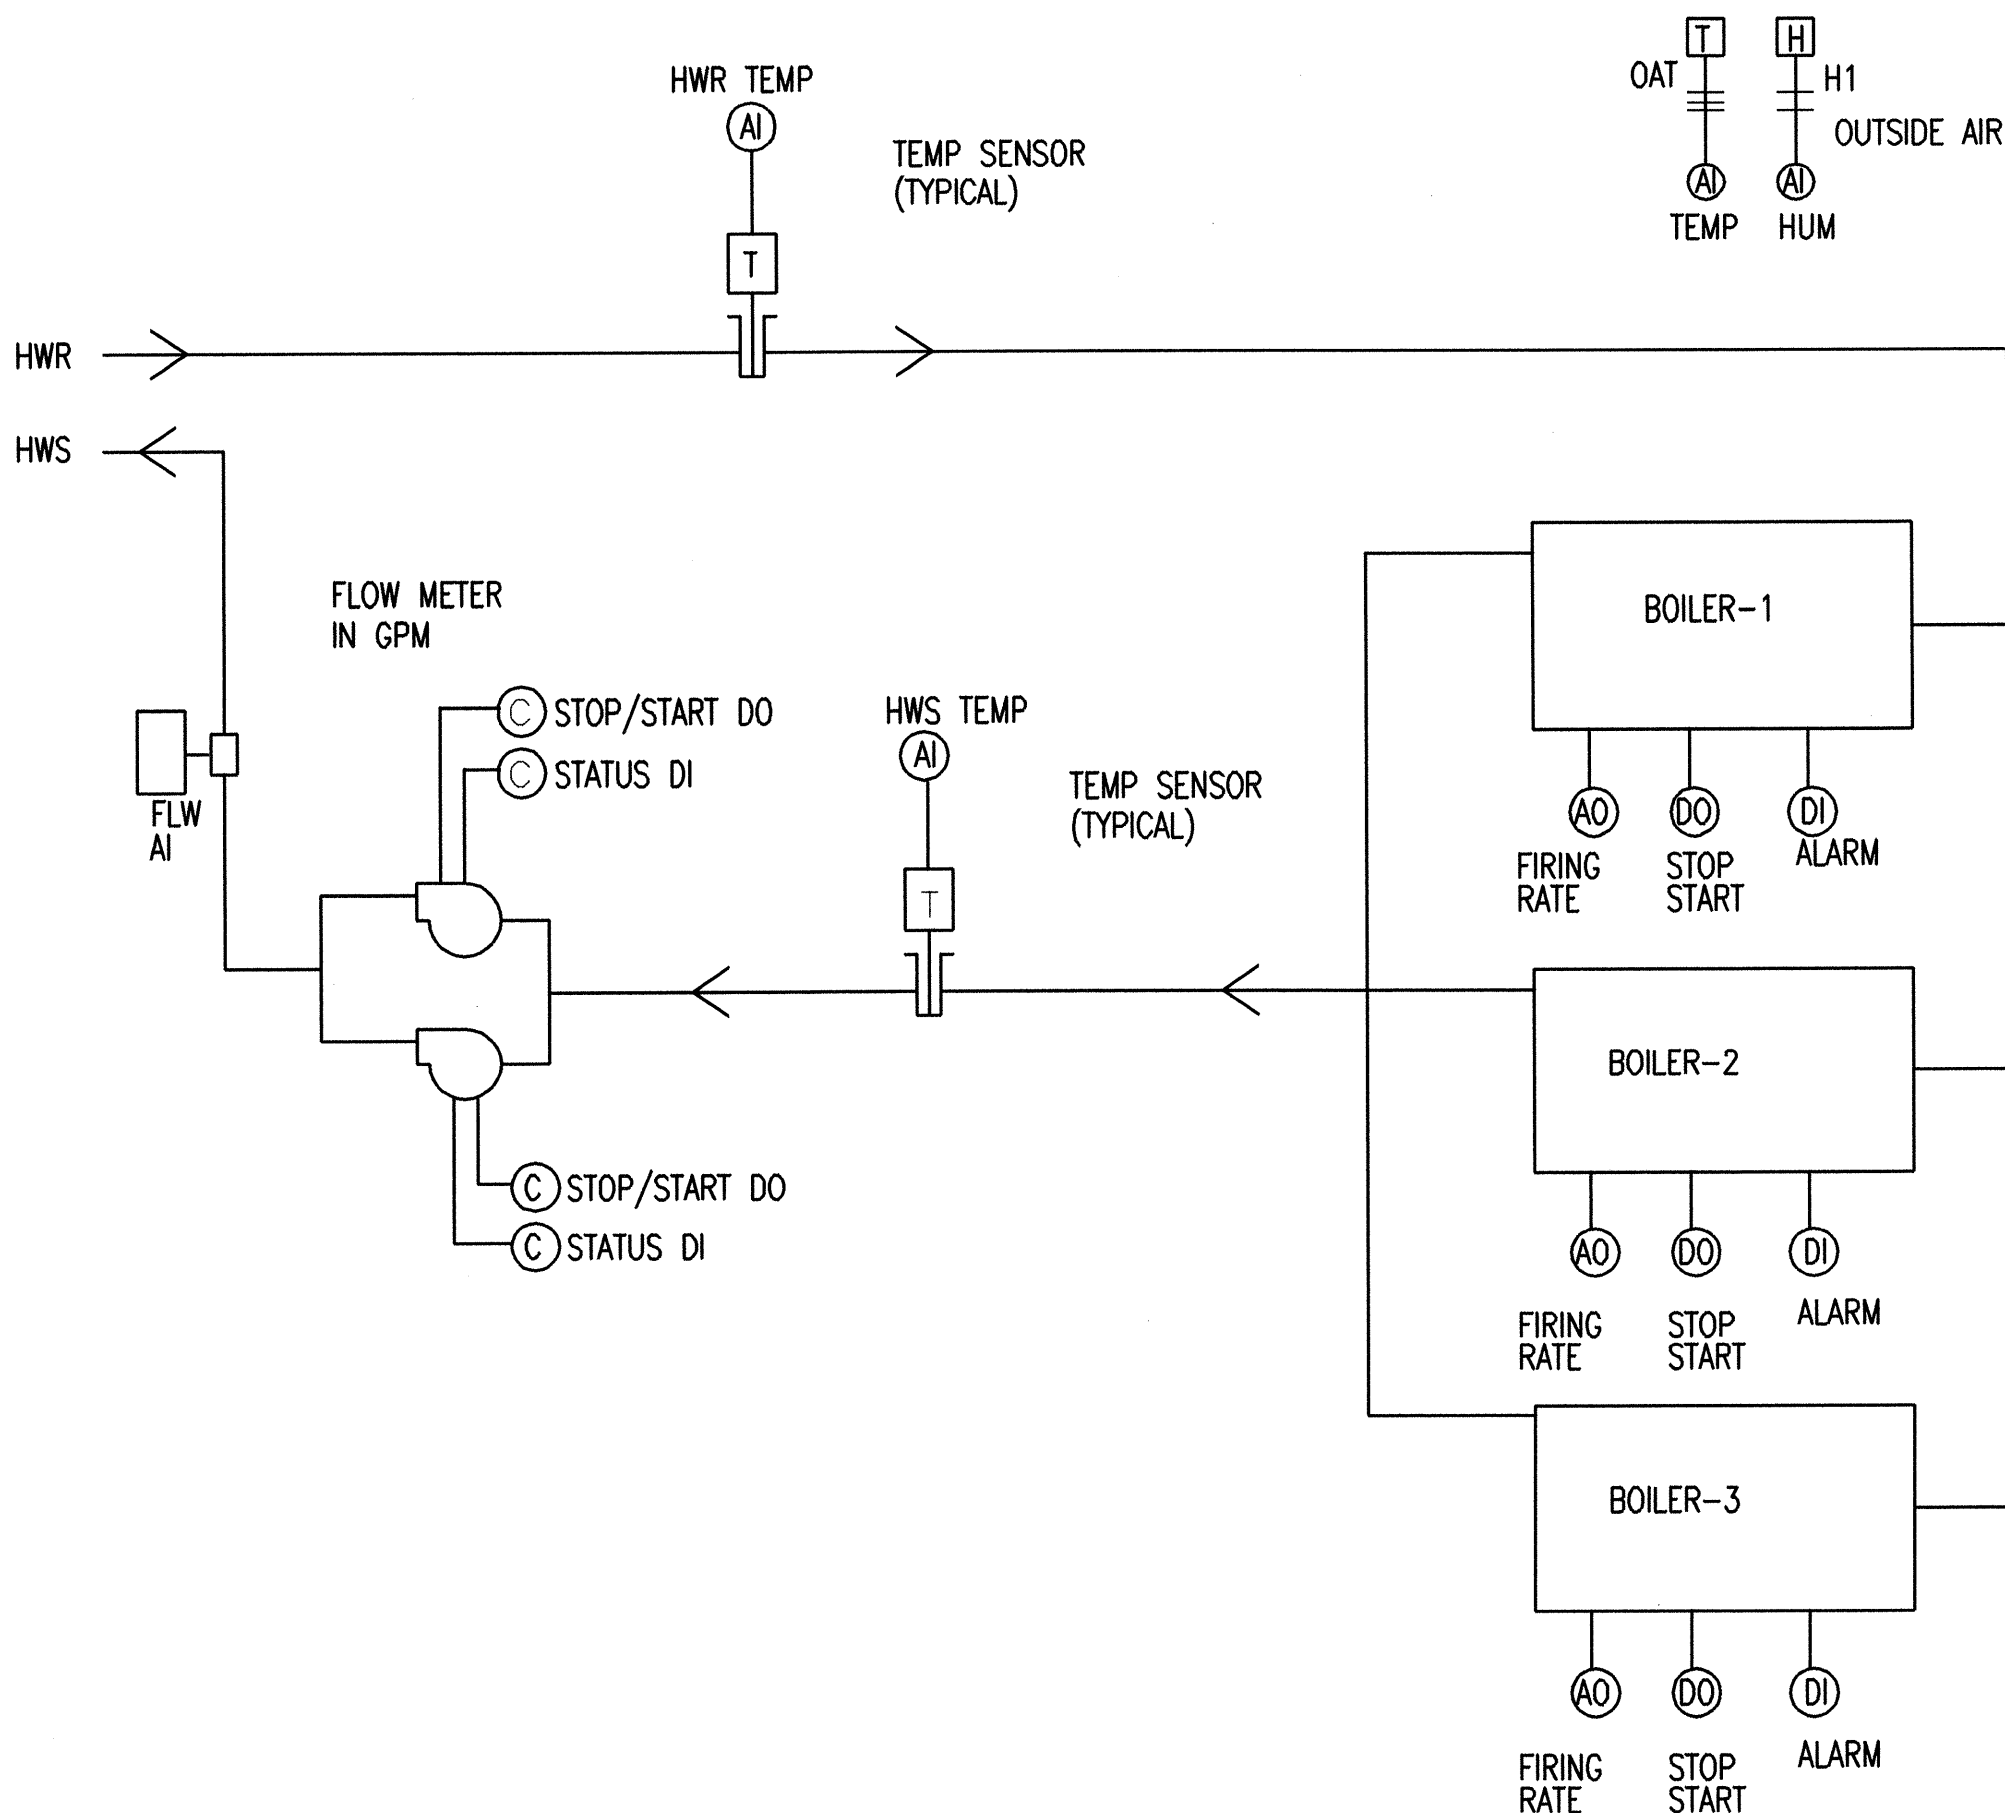 T
H
OAT
H1
OUTSIDE AIR
AI
AI
TEMP
HUM
HWR TEMP
AI
TEMP SENSOR
(TYPICAL)
T
HWR
HWS
FLOW METER
IN GPM
C STOP/START DO
C STATUS DI
FLW
AI
HWS TEMP
AI
TEMP SENSOR
(TYPICAL)
T
C STOP/START DO
C STATUS DI
BOILER-1
AO
DO
DI
FIRING
RATE
STOP
START
ALARM
BOILER-2
AO
DO
DI
FIRING
RATE
STOP
START
ALARM
BOILER-3
AO
DO
DI
FIRING
RATE
STOP
START
ALARM